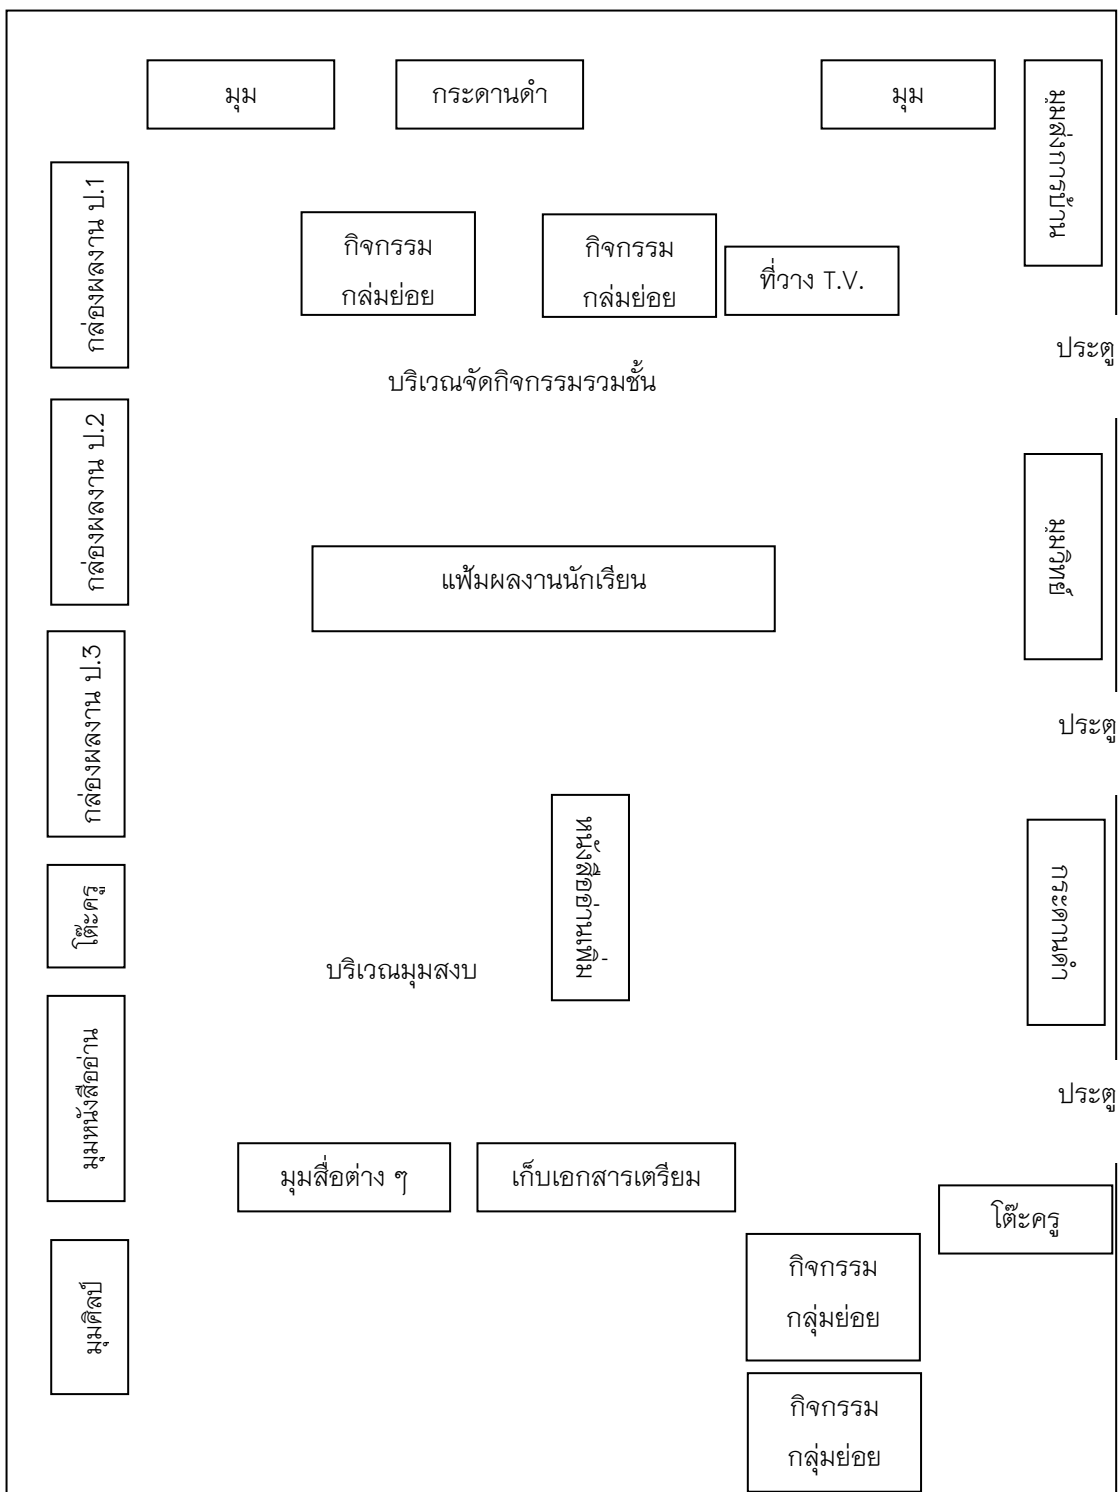 มุม
กระดานดำ
มุม
มุมส่งการบ้าน
กล่องผลงาน ป.1
กิจกรรม
กล่มย่อย
กิจกรรม
กล่มย่อย
ที่วาง T.V.
ประตู
บริเวณจัดกิจกรรมรวมชั้น
กล่องผลงาน ป.2
มุมวิทย์
แฟ้มผลงานนักเรียน
กล่องผลงาน ป.3
ประตู
หนังสืออ่านเพิ่ม
กระดานดำ
โต๊ะครู
บริเวณมุมสงบ
มุมหนังสืออ่าน
ประตู
มุมสื่อต่าง ๆ
เก็บเอกสารเตรียม
โต๊ะครู
มุมศิลป์
กิจกรรม
กลุ่มย่อย
กิจกรรม
กลุ่มย่อย